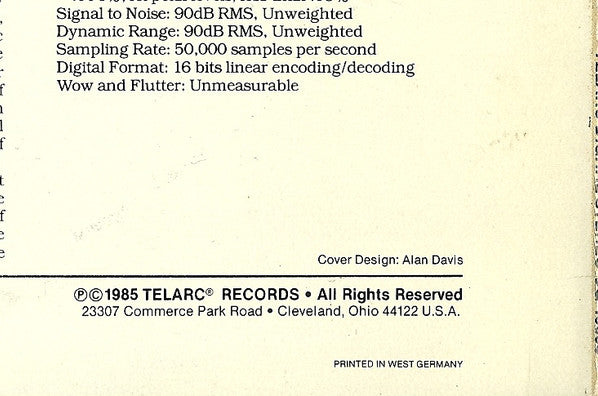 Signal to Noise: 90dB RMS, Unweighted
Dynamic Range: 90dB RMS, Unweighted
Sampling Rate: 50,000 samples per second
Digital Format: 16 bits linear encoding/decoding
Wow and Flutter: Unmeasurable
Cover Design: Alan Davis
℗©1985 TELARC® RECORDS • All Rights Reserved
23307 Commerce Park Road • Cleveland, Ohio 44122 U.S.A.
PRINTED IN WEST GERMANY